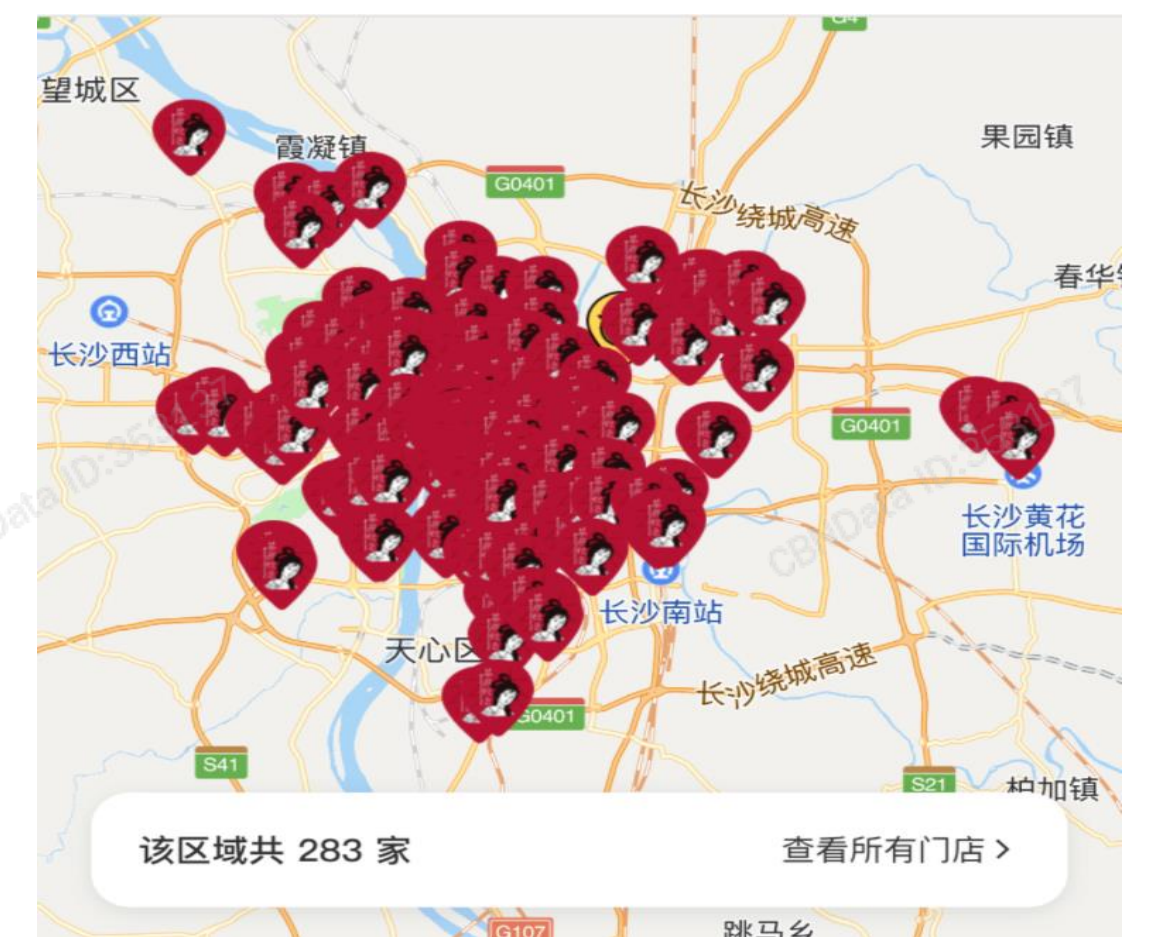 G4
望城区
霞凝镇
果园镇
G0401
长沙绕城高速
春华
长沙西站
G0401
长沙黄花
国际机场
长沙南站
天心区
长沙绕城高速
G0401
S41
S21
柏加镇
该区域共 283 家
查看所有门店 >
G107
跳马乡
CBNData ID: